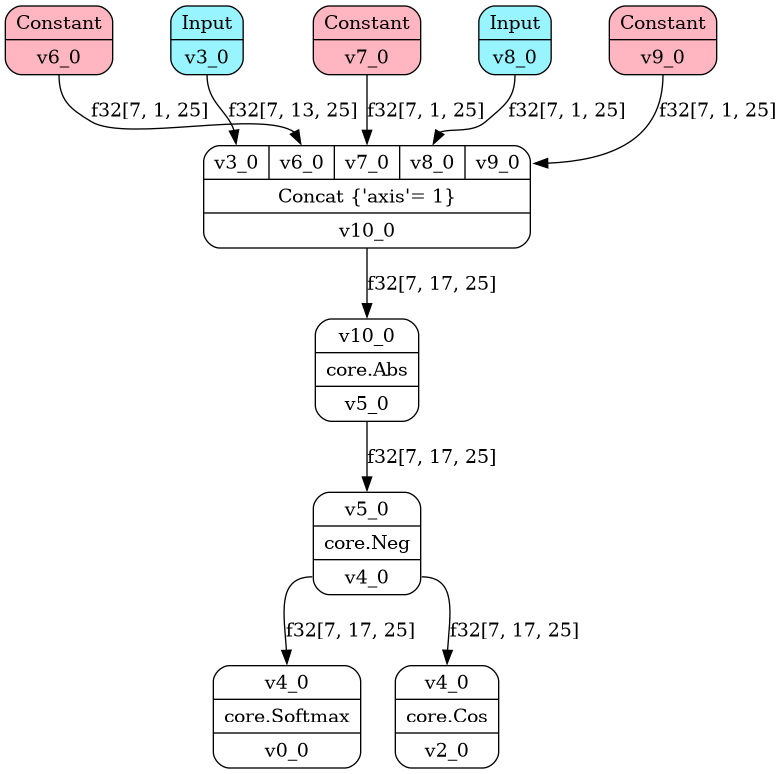 Constant
v6_0
Input
v3_0
Constant
v7_0
Input
v8_0
Constant
v9_0
f32[7, 1, 25]
f32[7, 13, 25]
f32[7, 1, 25]
f32[7, 1, 25]
f32[7, 1, 25]
v3_0
v6_0
v7_0
v8_0
v9_0
Concat {'axis'= 1}
v10_0
f32[7, 17, 25]
v10_0
core.Abs
v5_0
f32[7, 17, 25]
v5_0
core.Neg
v4_0
f32[7, 17, 25]
f32[7, 17, 25]
v4_0
core.Softmax
v0_0
v4_0
core.Cos
v2_0